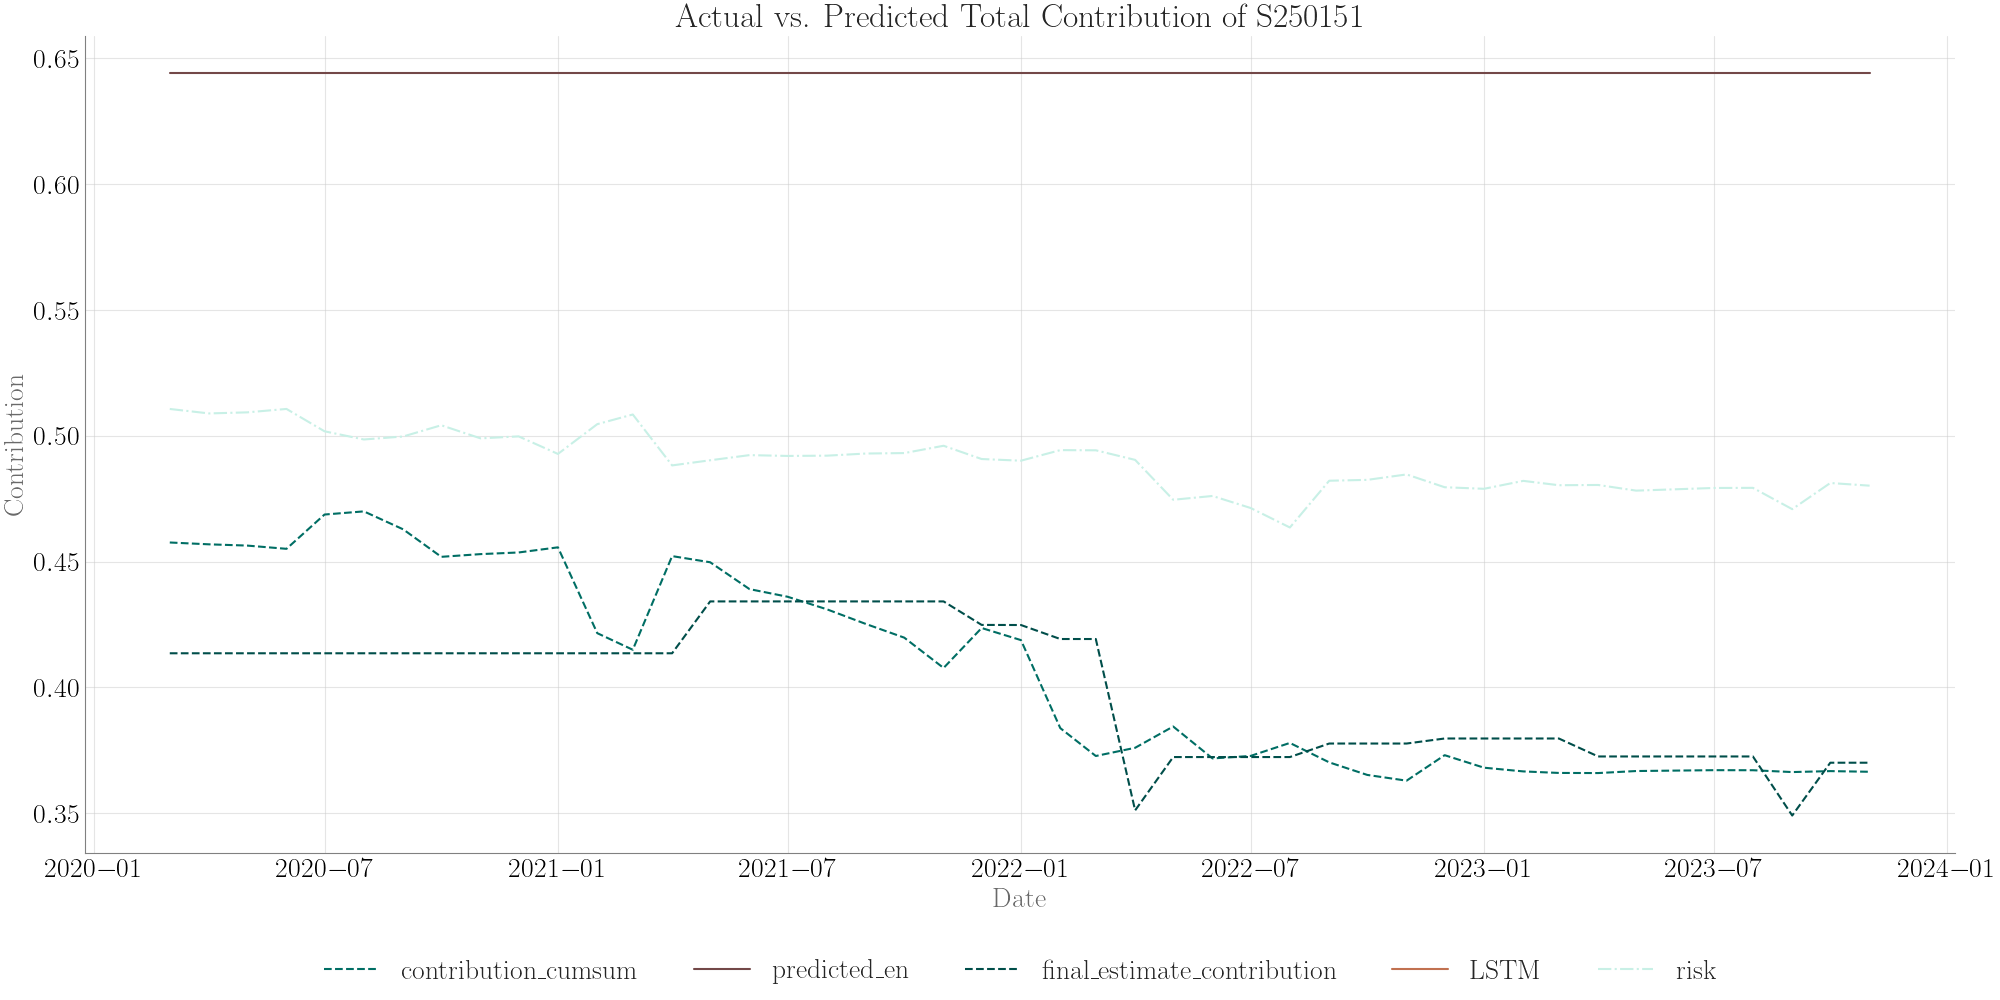 Actual vs. Predicted Total Contribution of S250151
0.65
0.60
0.55
0.50
0.45
0.40
0.35
Contribution
2020−01 2020−07 2021−01 2021−07 2022−01 2022−07 2023−01 2023−07 2024−01
Date
contribution_cumsum predicted_en final_estimate_contribution LSTM risk